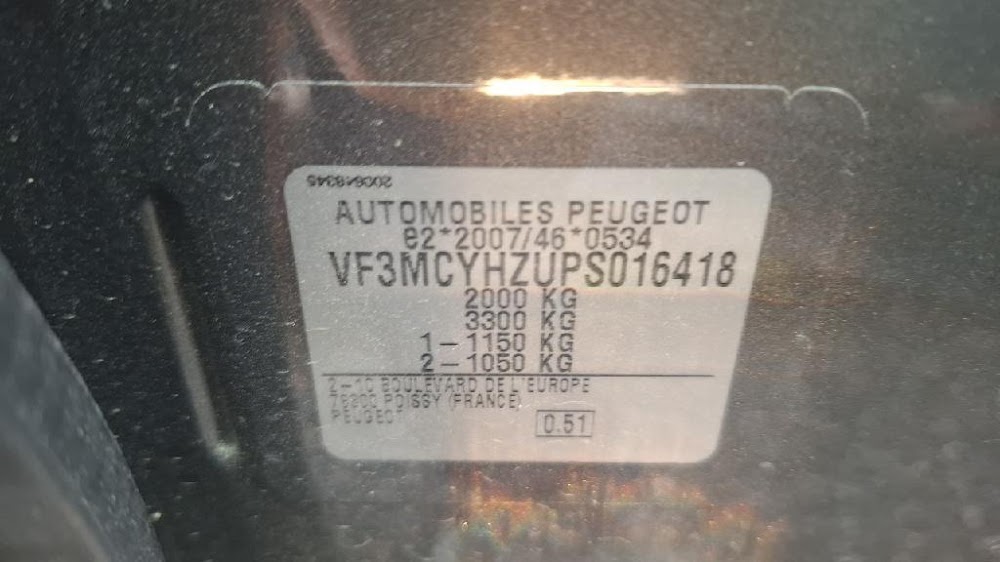 AUTOMOBILES PEUGEOT
e2*2007/46*0534
VF3MCYHZUPS016418
2000 KG
3300 KG
1-1150 KG
2-1050 KG
2-10 BOULEVARD DE L'EUROPE
78300 POISSY (FRANCE)
PEUGEOT
0.51